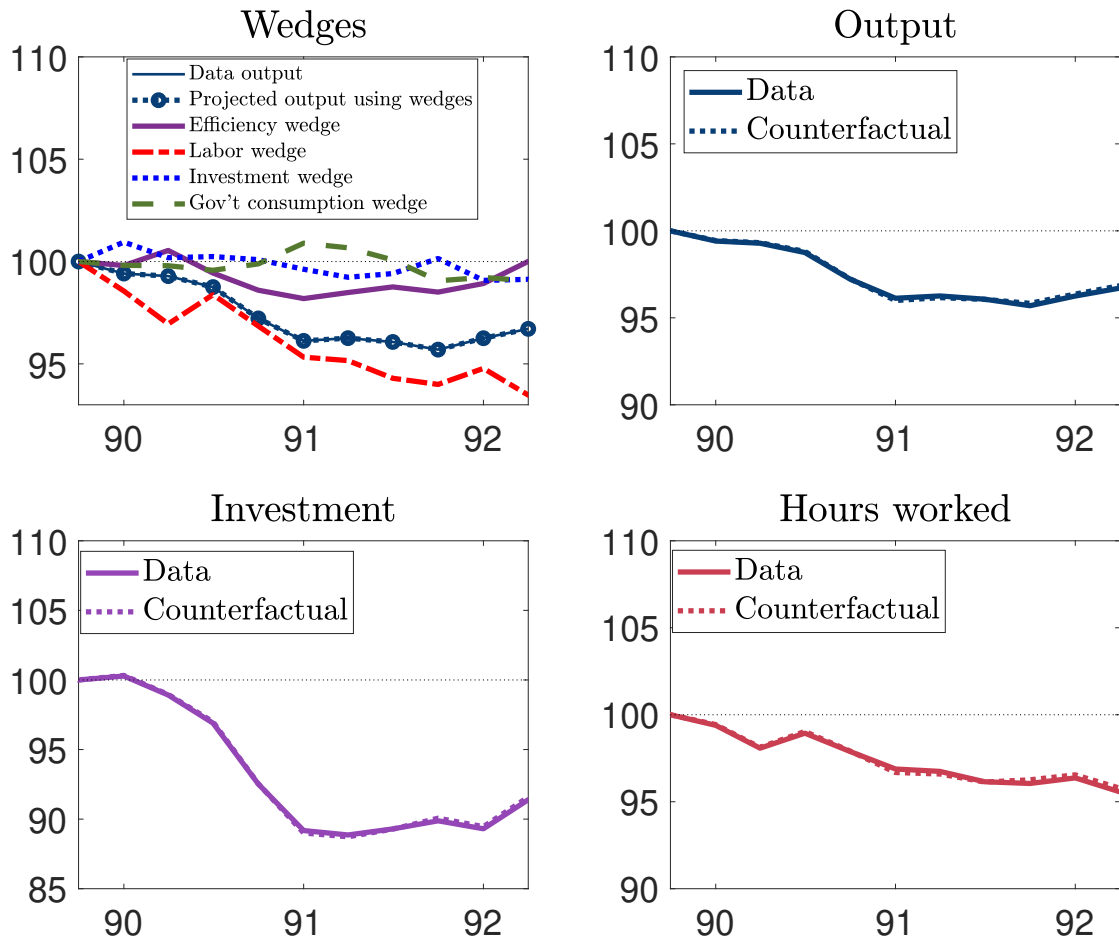 Wedges
110
105
100
95
90
91
92
Data output
Projected output using wedges
Efficiency wedge
Labor wedge
Investment wedge
Gov't consumption wedge
Output
110
105
100
95
90
90
91
92
Data
Counterfactual
Investment
110
105
100
95
90
85
90
91
92
Data
Counterfactual
Hours worked
110
105
100
95
90
90
91
92
Data
Counterfactual